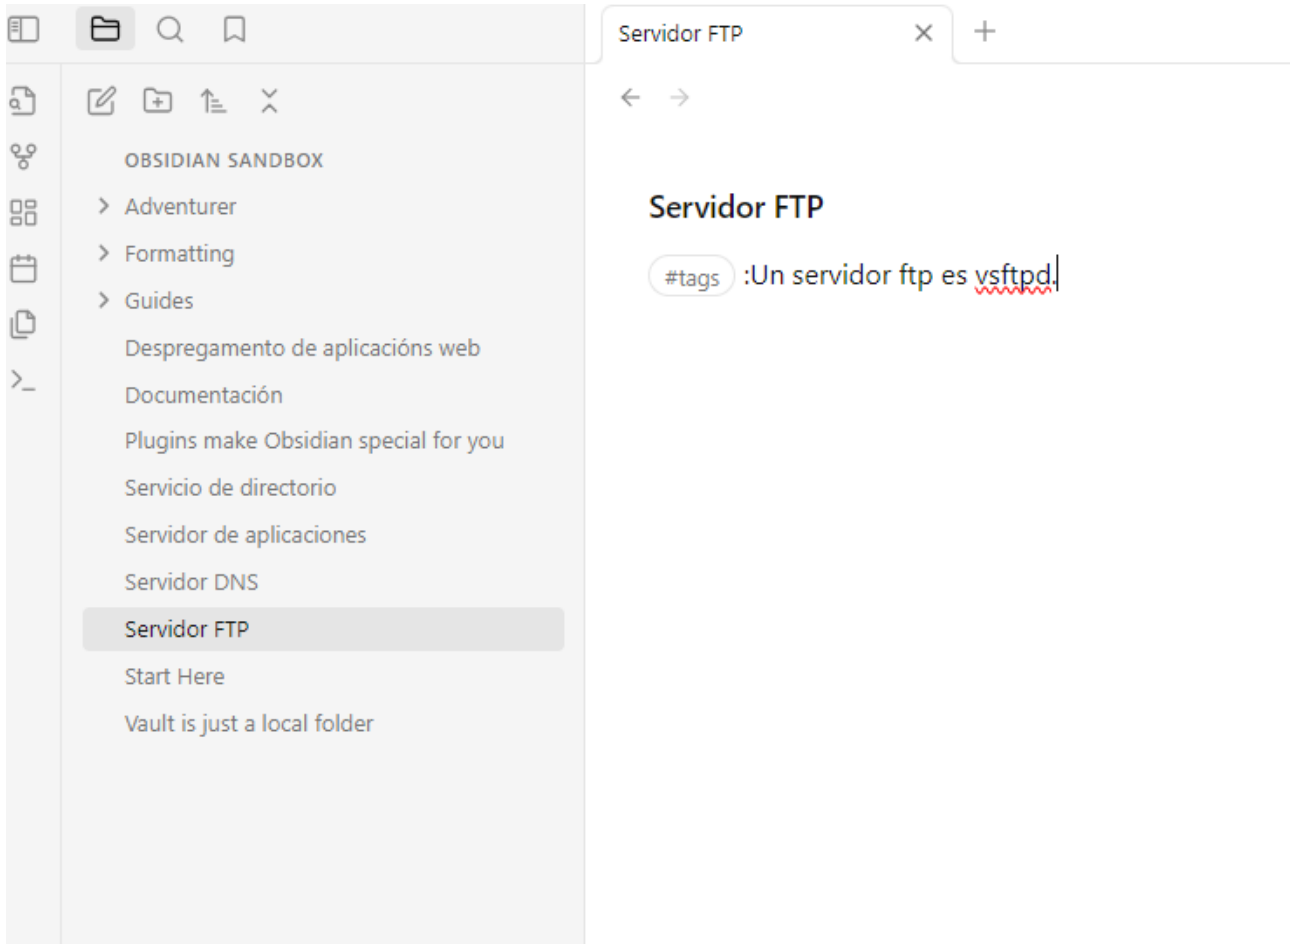 Servidor FTP
OBSIDIAN SANDBOX
Adventurer
Formatting
Guides
Despregamento de aplicacións web
Documentación
Plugins make Obsidian special for you
Servicio de directorio
Servidor de aplicaciones
Servidor DNS
Servidor FTP
Start Here
Vault is just a local folder
Servidor FTP
#tags :Un servidor ftp es vsftpd.